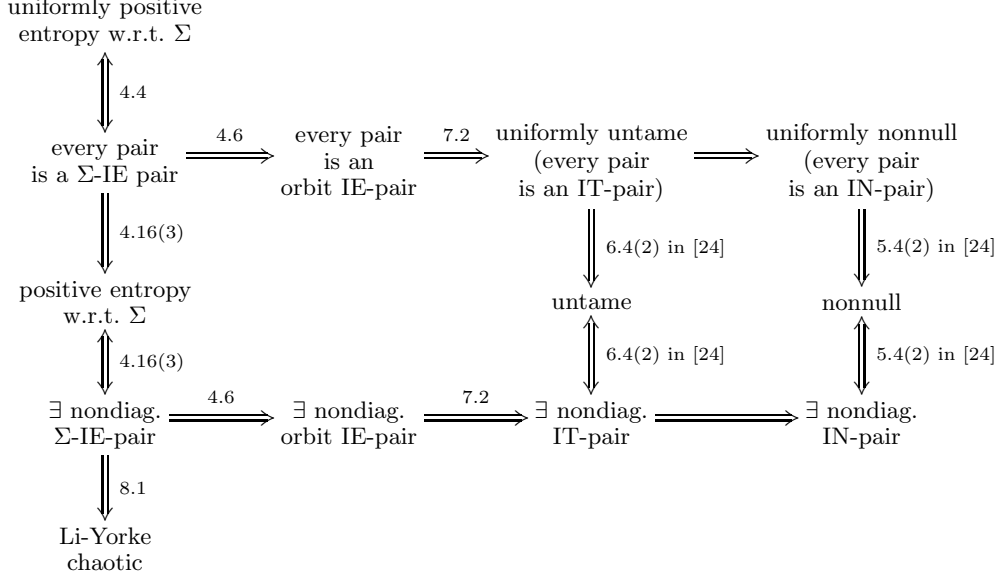 uniformly positive
entropy w.r.t. Σ
4.4
every pair
is a Σ-IE pair
4.6
every pair
is an
orbit IE-pair
7.2
uniformly untame
(every pair
is an IT-pair)
uniformly nonnull
(every pair
is an IN-pair)
4.16(3)
6.4(2) in [24]
5.4(2) in [24]
positive entropy
w.r.t. Σ
untame
nonnull
4.16(3)
6.4(2) in [24]
5.4(2) in [24]
∃ nondiag.
Σ-IE-pair
4.6
∃ nondiag.
orbit IE-pair
7.2
∃ nondiag.
IT-pair
∃ nondiag.
IN-pair
8.1
Li-Yorke
chaotic